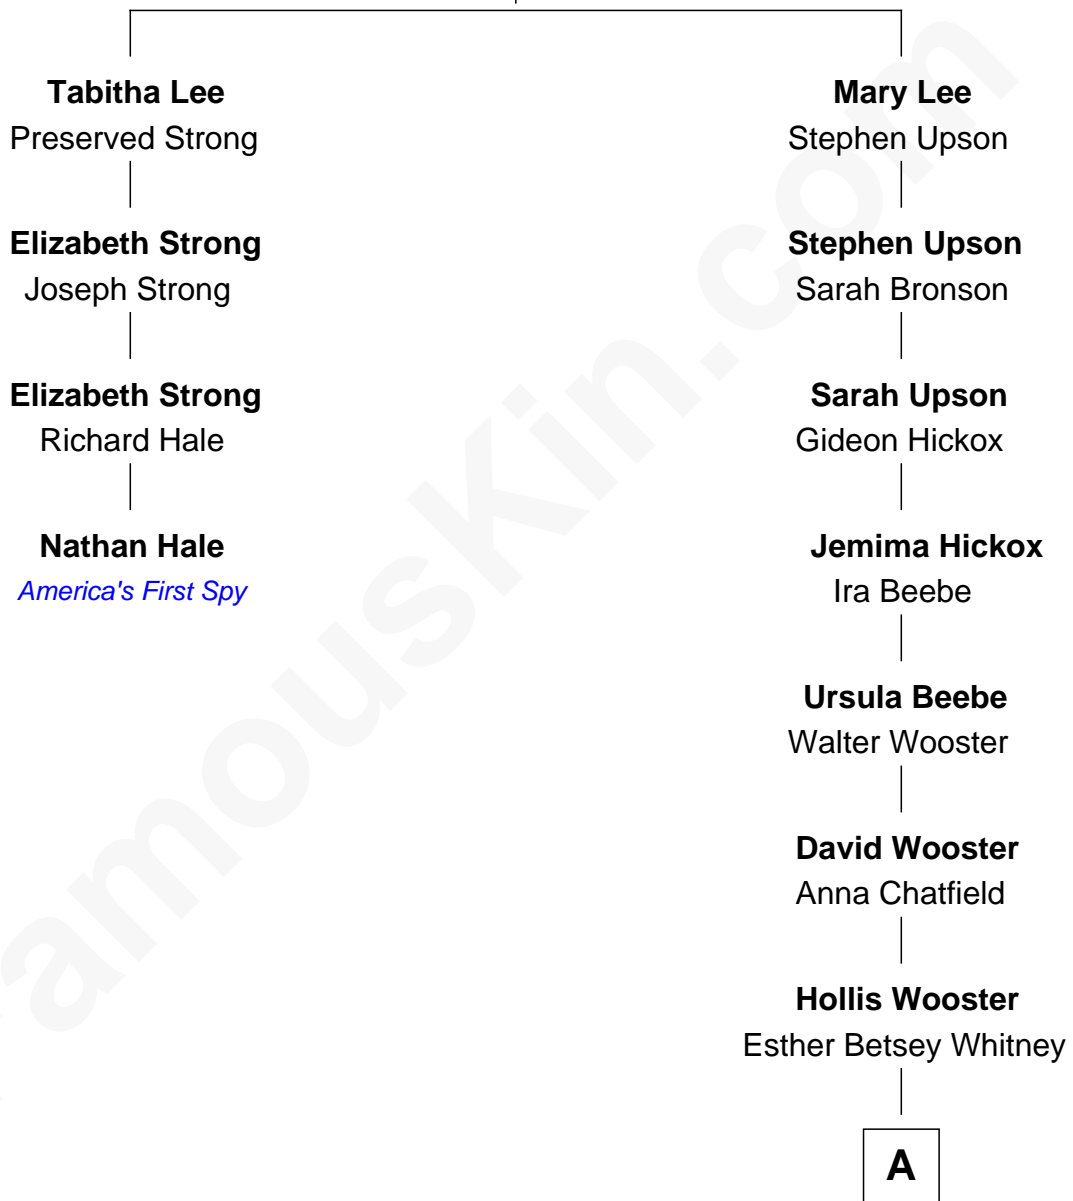 Tabitha Lee
Preserved Strong
Elizabeth Strong
Joseph Strong
Elizabeth Strong
Richard Hale
Nathan Hale
America's First Spy
Mary Lee
Stephen Upson
Stephen Upson
Sarah Bronson
Sarah Upson
Gideon Hickox
Jemima Hickox
Ira Beebe
Ursula Beebe
Walter Wooster
David Wooster
Anna Chatfield
Hollis Wooster
Esther Betsey Whitney
A
amousKin.com